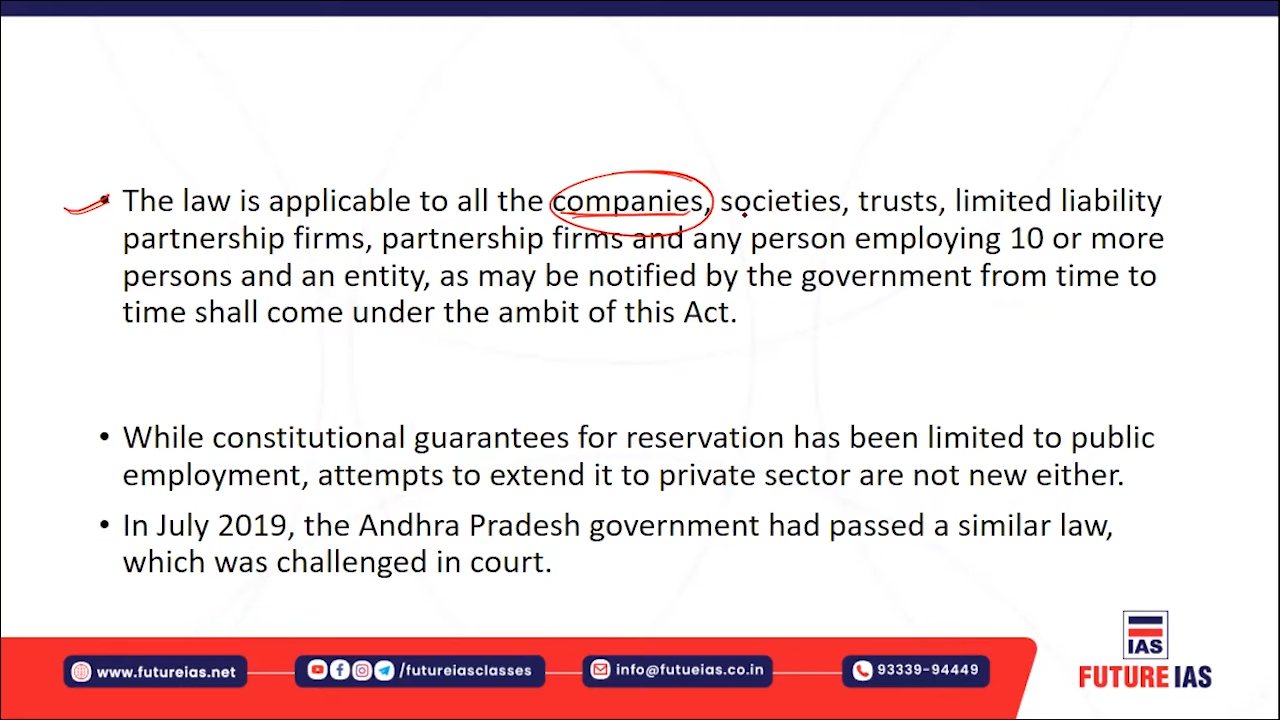 • The law is applicable to all the companies, societies, trusts, limited liability
partnership firms, partnership firms and any person employing 10 or more
persons and an entity, as may be notified by the government from time to
time shall come under the ambit of this Act.
• While constitutional guarantees for reservation has been limited to public
employment, attempts to extend it to private sector are not new either.
• In July 2019, the Andhra Pradesh government had passed a similar law,
which was challenged in court.
www.futureias.net
/futureiasclasses
info@futueias.co.in
93339-94449
IAS
FUTURE IAS